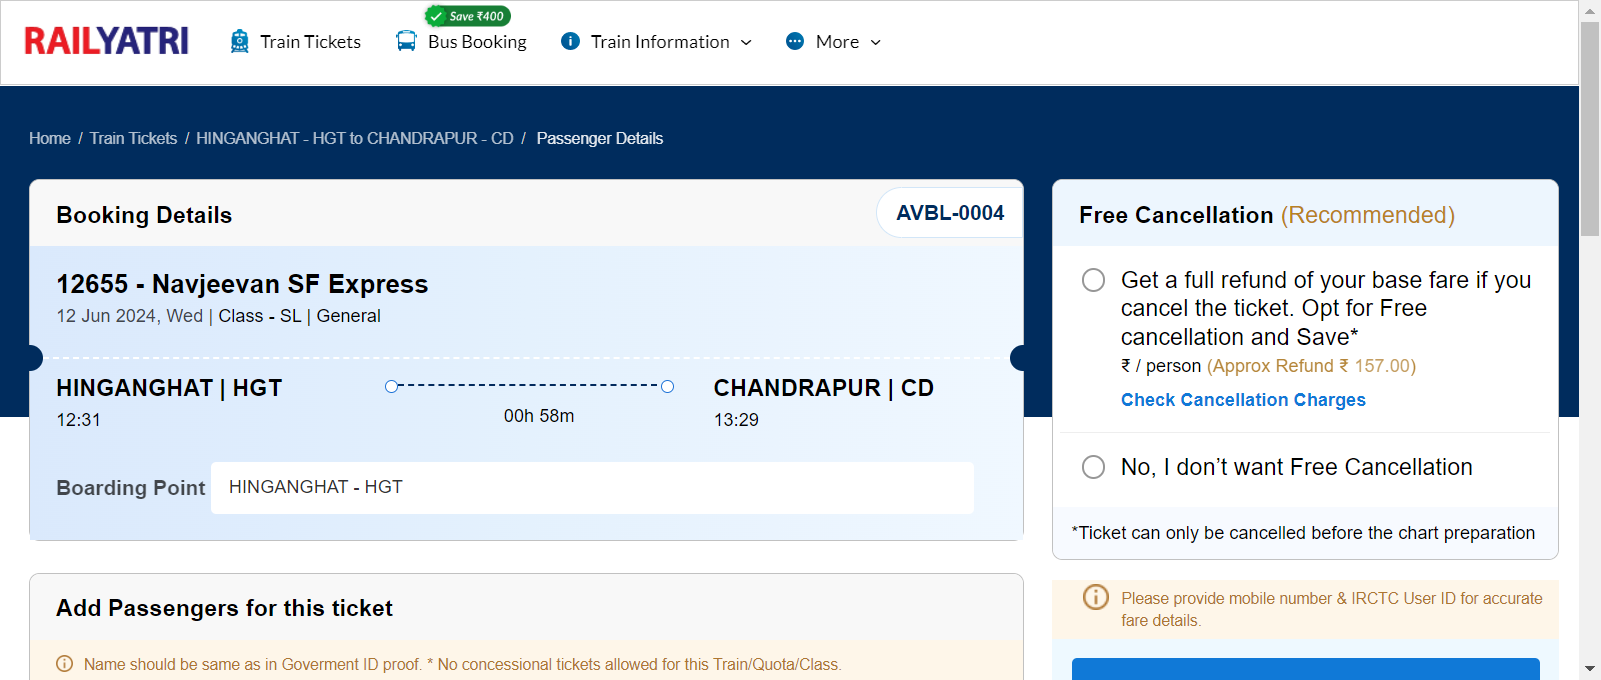 Save ₹400
RAILYATRI Train Tickets Bus Booking Train Information More
Home / Train Tickets / HINGANGHAT - HGT to CHANDRAPUR - CD / Passenger Details
Booking Details
AVBL-0004
12655 - Navjeevan SF Express
12 Jun 2024, Wed | Class - SL | General
HINGANGHAT | HGT
CHANDRAPUR | CD
12:31
00h 58m
13:29
Boarding Point HINGANGHAT - HGT
Add Passengers for this ticket
Name should be same as in Goverment ID proof. * No concessional tickets allowed for this Train/Quota/Class.
Free Cancellation (Recommended)
Get a full refund of your base fare if you
cancel the ticket. Opt for Free
cancellation and Save*
₹ / person (Approx Refund ₹ 157.00)
Check Cancellation Charges
No, I don’t want Free Cancellation
*Ticket can only be cancelled before the chart preparation
Please provide mobile number & IRCTC User ID for accurate
fare details.